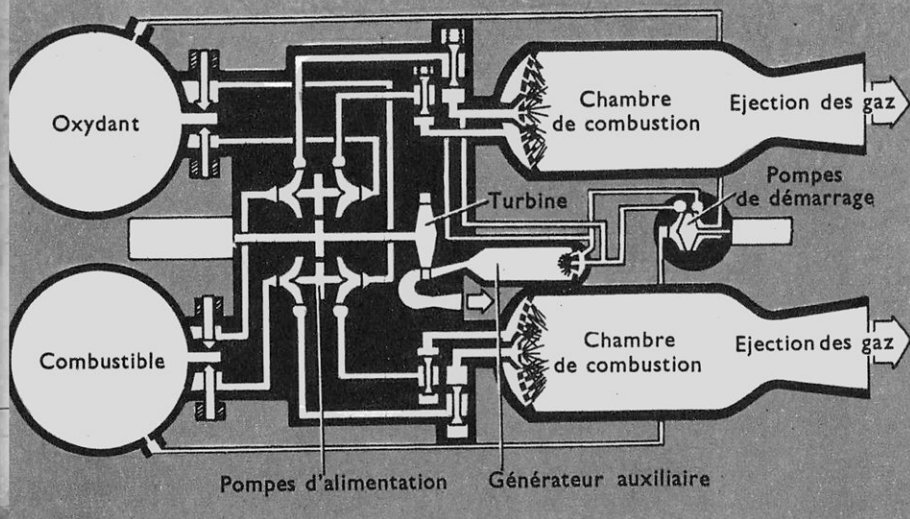 Oxydant
Chambre
de combustion
Ejection des gaz
Pompes
de démarrage
Turbine
Combustible
Chambre
de combustion
Ejection des gaz
Pompes d'alimentation
Générateur auxiliaire